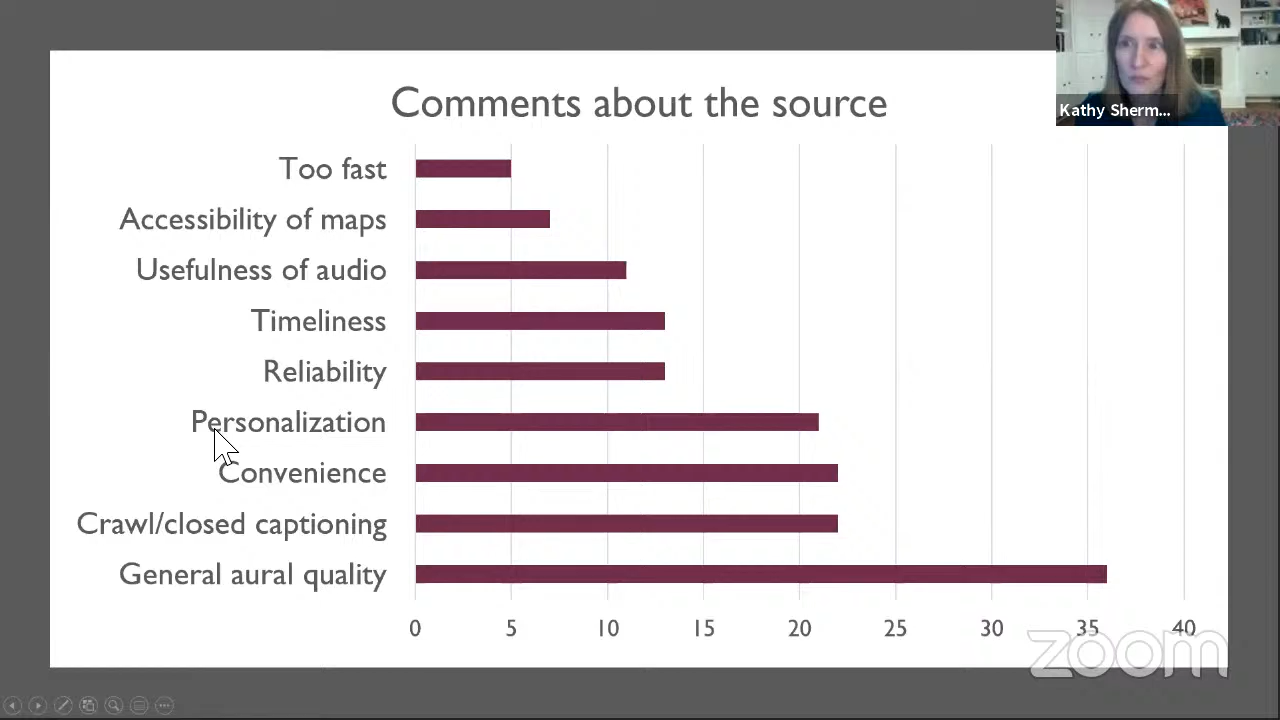 Comments about the source
Kathy Sherm...
Too fast
Accessibility of maps
Usefulness of audio
Timeliness
Reliability
Personalization
Convenience
Crawl/closed captioning
General aural quality
0 5 10 15 20 25 30 35 40
zoom